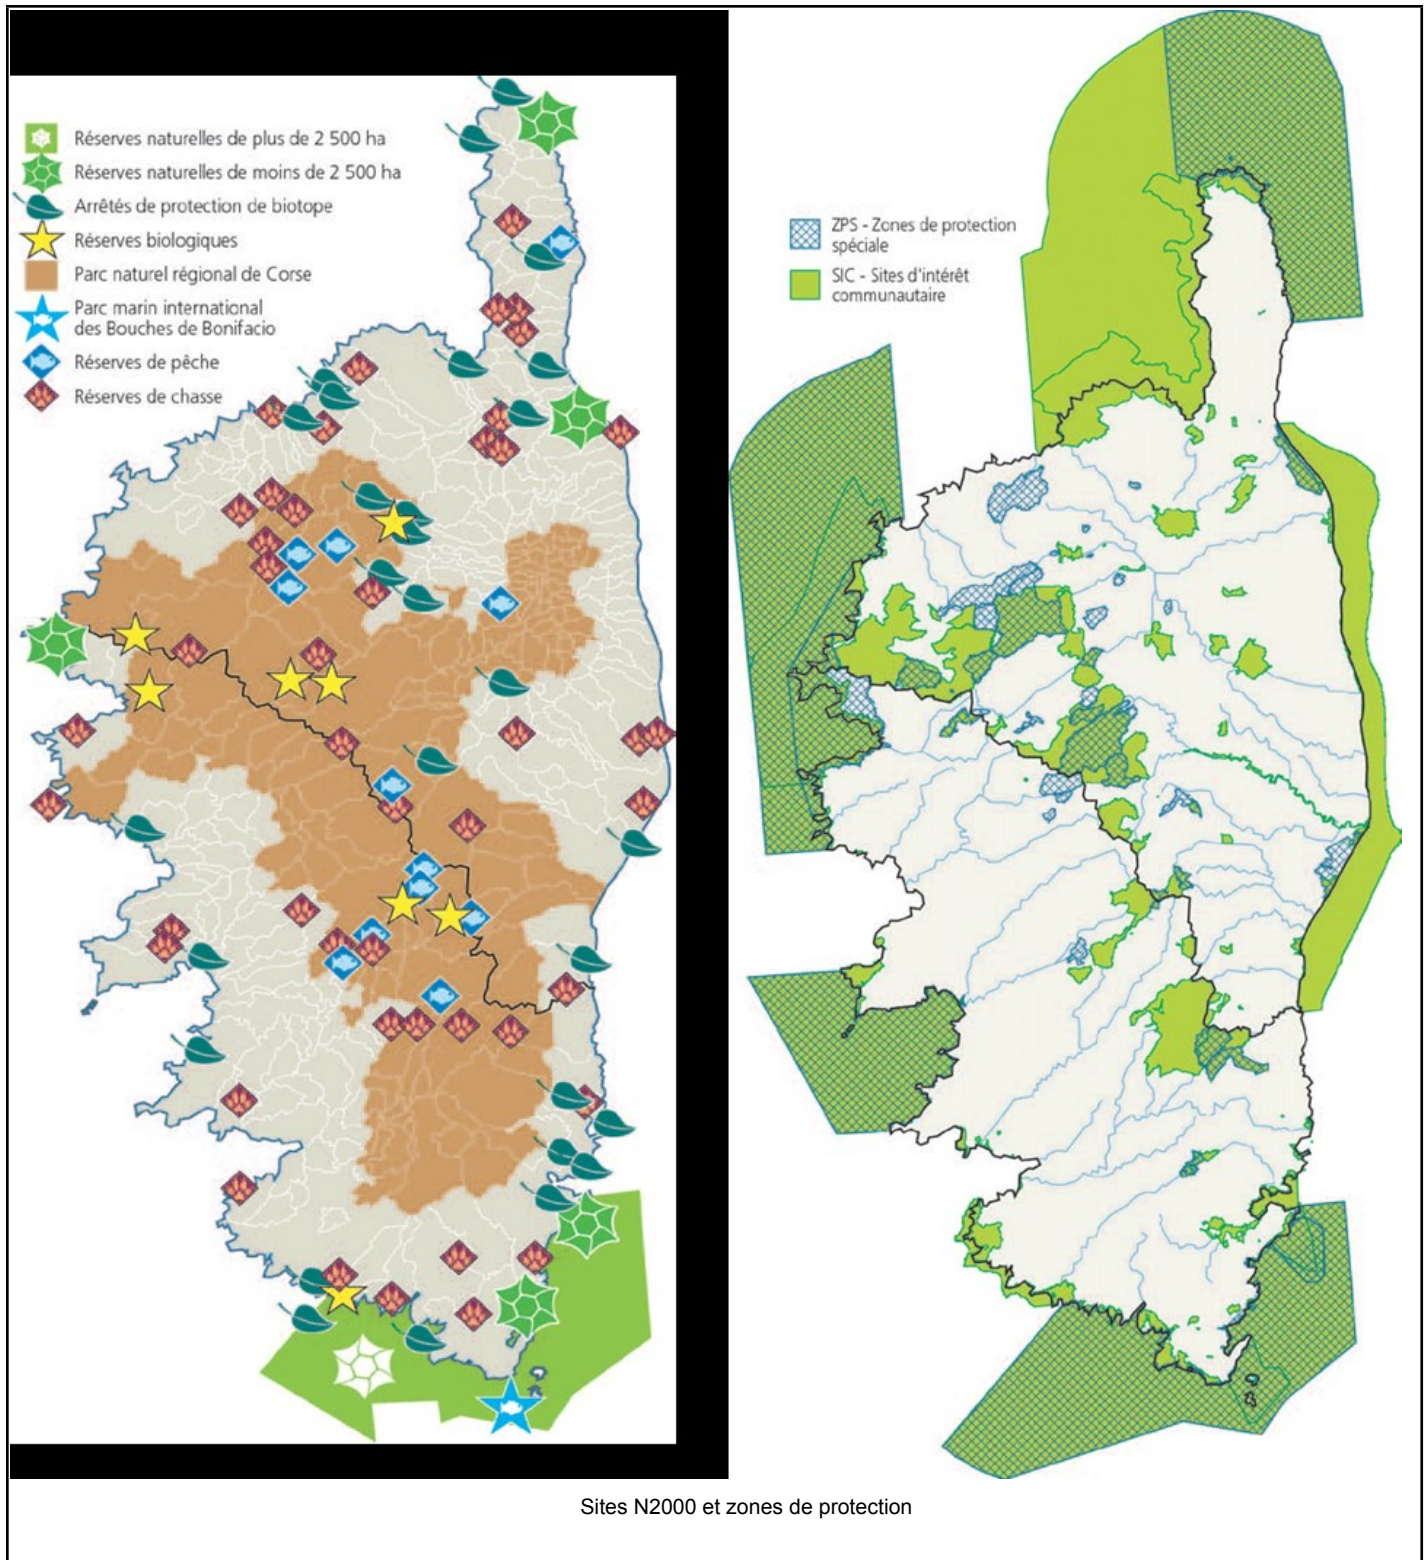 Réserves naturelles de plus de 2 500 ha
Réserves naturelles de moins de 2 500 ha
Arrêtés de protection de biotope
Réserves biologiques
Parc naturel régional de Corse
Parc marin international
des Bouches de Bonifacio
Réserves de pêche
Réserves de chasse
ZPS - Zones de protection
spéciale
SIC - Sites d'intérêt
communautaire
Sites N2000 et zones de protection